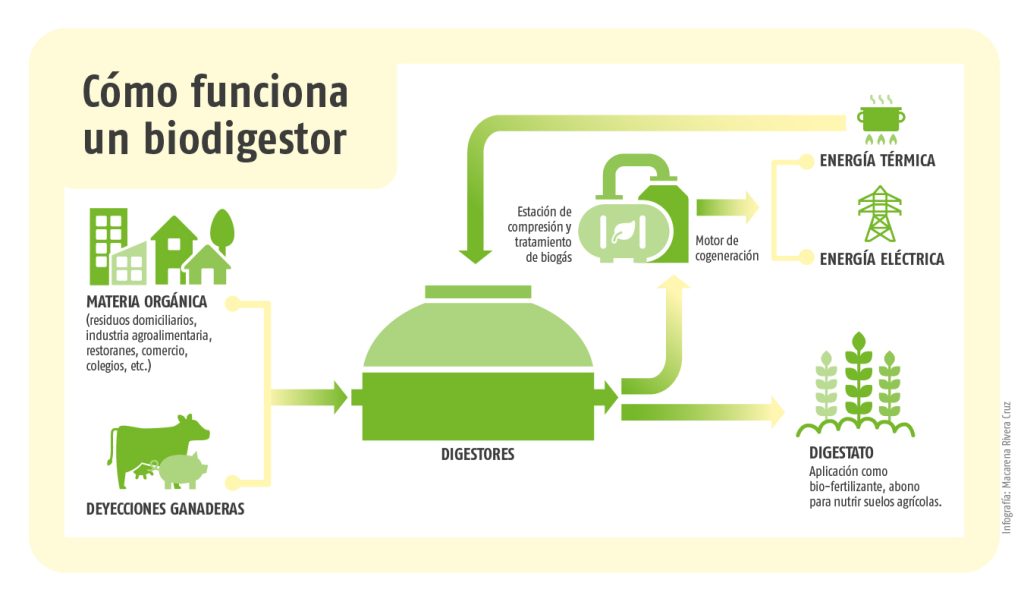 Cómo funciona
un biodigestor
MATERIA ORGÁNICA
(residuos domiciliarios,
industria agroalimentaria,
restoranes, comercio,
colegios, etc.)
DEYECCIONES GANADERAS
DIGESTORES
Estación de
compresión y
tratamiento
de biogás
Motor de
cogeneración
ENERGÍA TÉRMICA
ENERGÍA ELÉCTRICA
DIGESTATO
Aplicación como
bio-fertilizante, abono
para nutrir suelos agrícolas.
Infografía: Macarena Rivera Cruz